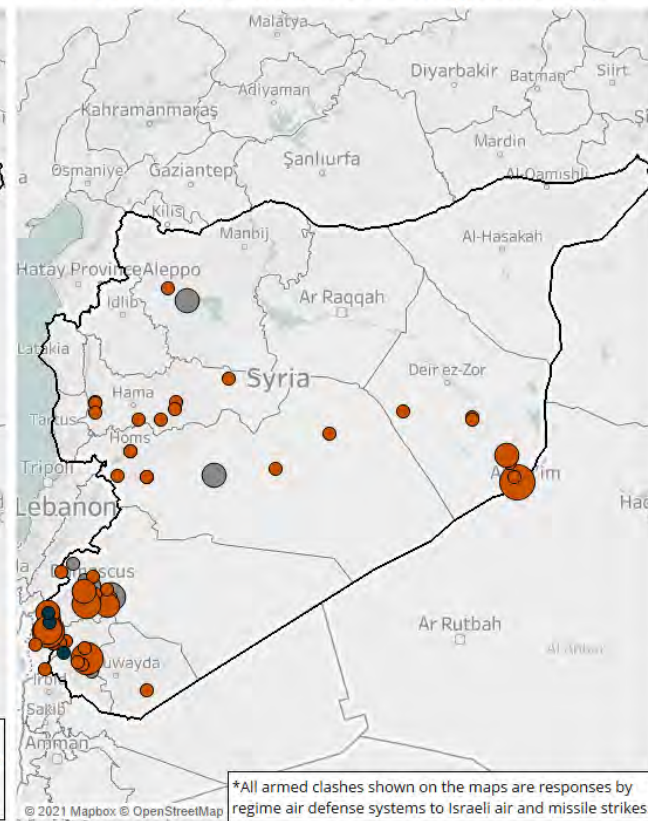 Malatya
Diyarbakir
Batman
Siirt
Adiyaman
Kahramanmaraş
Mardin
Şanlıurfa
Osmaniye
Gaziantep
Al-Qamishli
Kilis
Manbij
Al-Hasakah
Hatay Province
Aleppo
Idlib
Ar Raqqah
Latakia
Syria
Deir ez-Zor
Hama
Tartus
Homs
Tripoli
Lebanon
Ar Rutbah
Amman
© 2021 Mapbox © OpenStreetMap
*All armed clashes shown on the maps are responses by
regime air defense systems to Israeli air and missile strikes